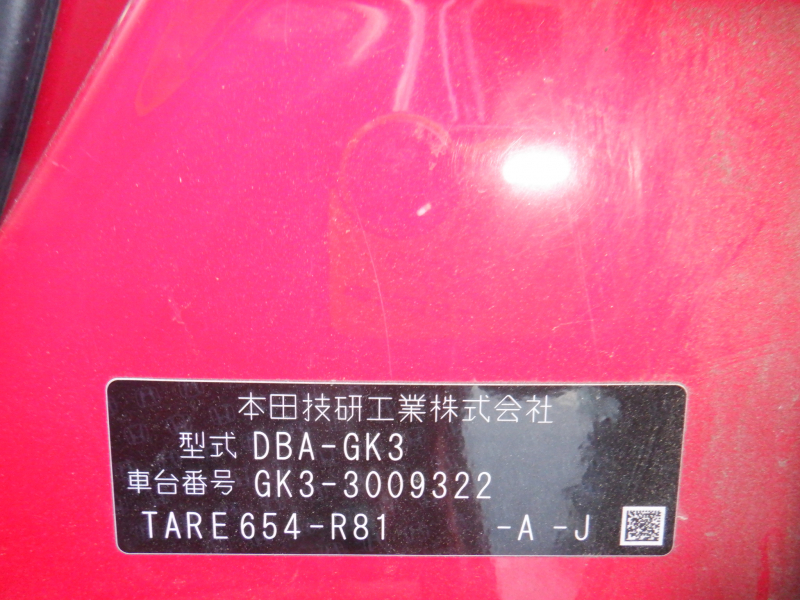 本田技研工業株式会社
型式 DBA-GK3
車台番号 GK3-3009322
TARE654-R81 -A -J